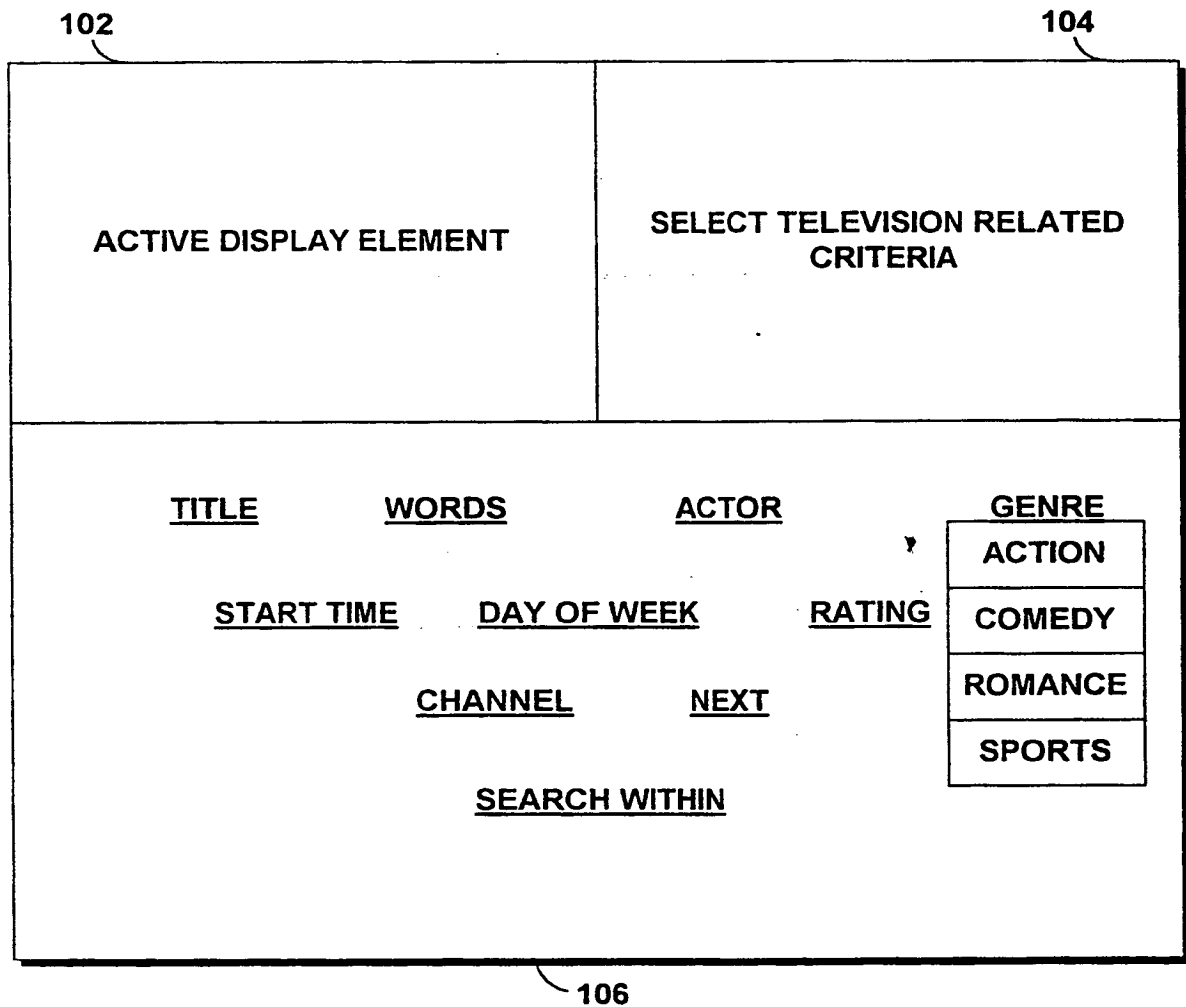 102
104
ACTIVE DISPLAY ELEMENT
SELECT TELEVISION RELATED
CRITERIA
TITLE WORDS ACTOR GENRE
ACTION
START TIME DAY OF WEEK RATING COMEDY
CHANNEL NEXT ROMANCE
SPORTS
SEARCH WITHIN
106